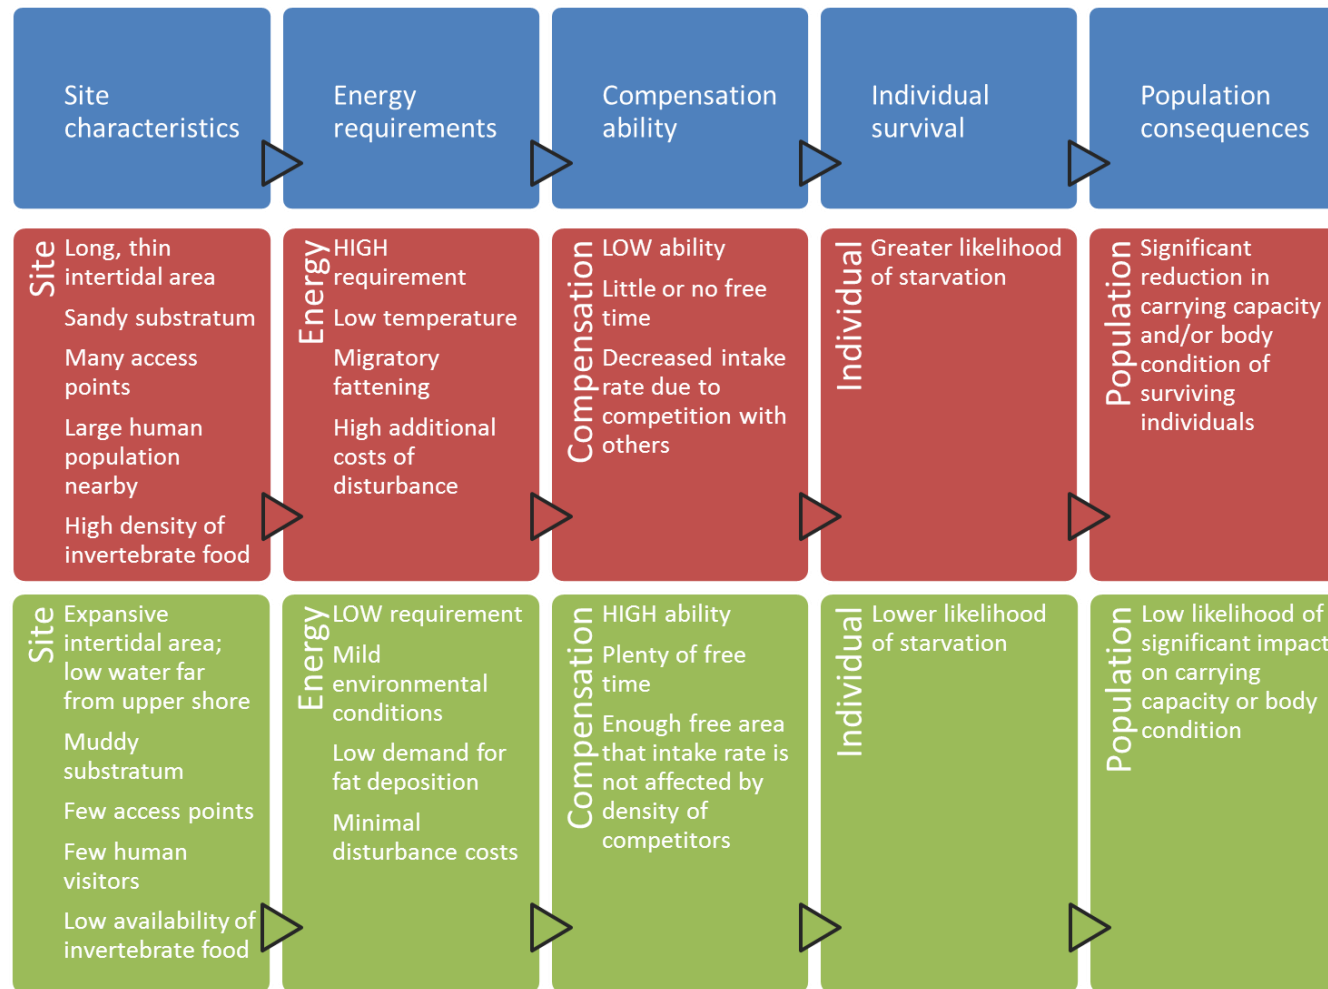 Site
characteristics
Energy
requirements
Compensation
ability
Individual
survival
Population
consequences
Site
Long, thin
intertidal area
Sandy substratum
Many access
points
Large human
population
nearby
High density of
invertebrate food
Energy
HIGH
requirement
Low temperature
Migratory
fattening
High additional
costs of
disturbance
Compensation
LOW ability
Little or no free
time
Decreased intake
rate due to
competition with
others
Individual
Greater likelihood
of starvation
Population
Significant
reduction in
carrying capacity
and/or body
condition of
surviving
individuals
Site
Expansive
intertidal area;
low water far
from upper shore
Muddy
substratum
Few access points
Few human
visitors
Low availability of
invertebrate food
Energy
LOW requirement
Mild
environmental
conditions
Low demand for
fat deposition
Minimal
disturbance costs
Compensation
HIGH ability
Plenty of free
time
Enough free area
that intake rate is
not affected by
density of
competitors
Individual
Lower likelihood
of starvation
Population
Low likelihood of
significant impact
on carrying
capacity or body
condition